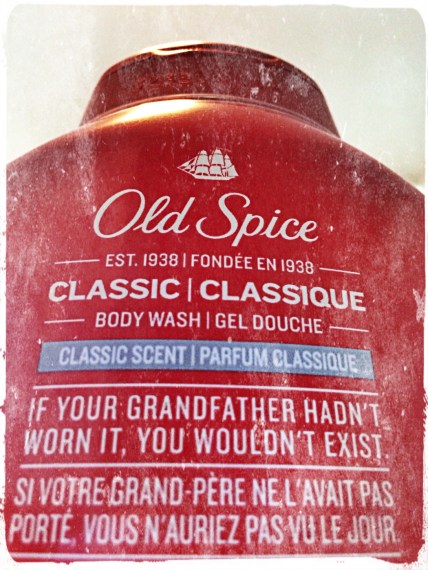 Old Spice
EST. 1938 | FONDÉE EN 1938
CLASSIC | CLASSIQUE
BODY WASH | GEL DOUCHE
CLASSIC SCENT | PARFUM CLASSIQUE
IF YOUR GRANDFATHER HADN'T
WORN IT, YOU WOULDN'T EXIST.
SI VOTRE GRAND-PÈRE NE L'AVAIT PAS
PORTÉ, VOUS N'AURIEZ PAS VU LE JOUR.